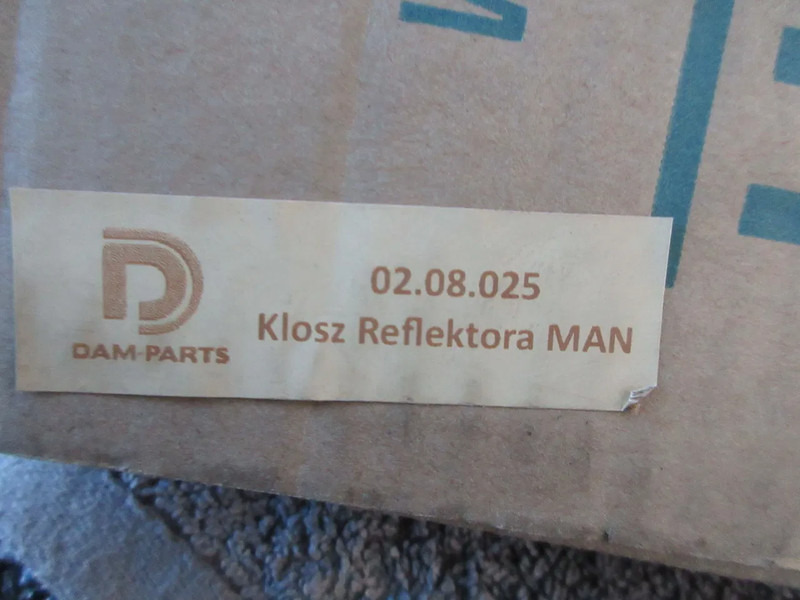 02.08.025
Klosz Reflektora MAN
DAM-PARTS